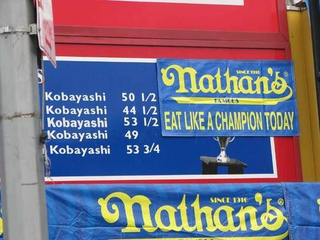 Kobayashi 50 1/2
Kobayashi 44 1/2
Kobayashi 53 1/2
Kobayashi 49
Kobayashi 53 3/4
SINCE 1916
Nathan's
FAMOUS
EAT LIKE A CHAMPION TODAY
SINCE 1916
Nathan's